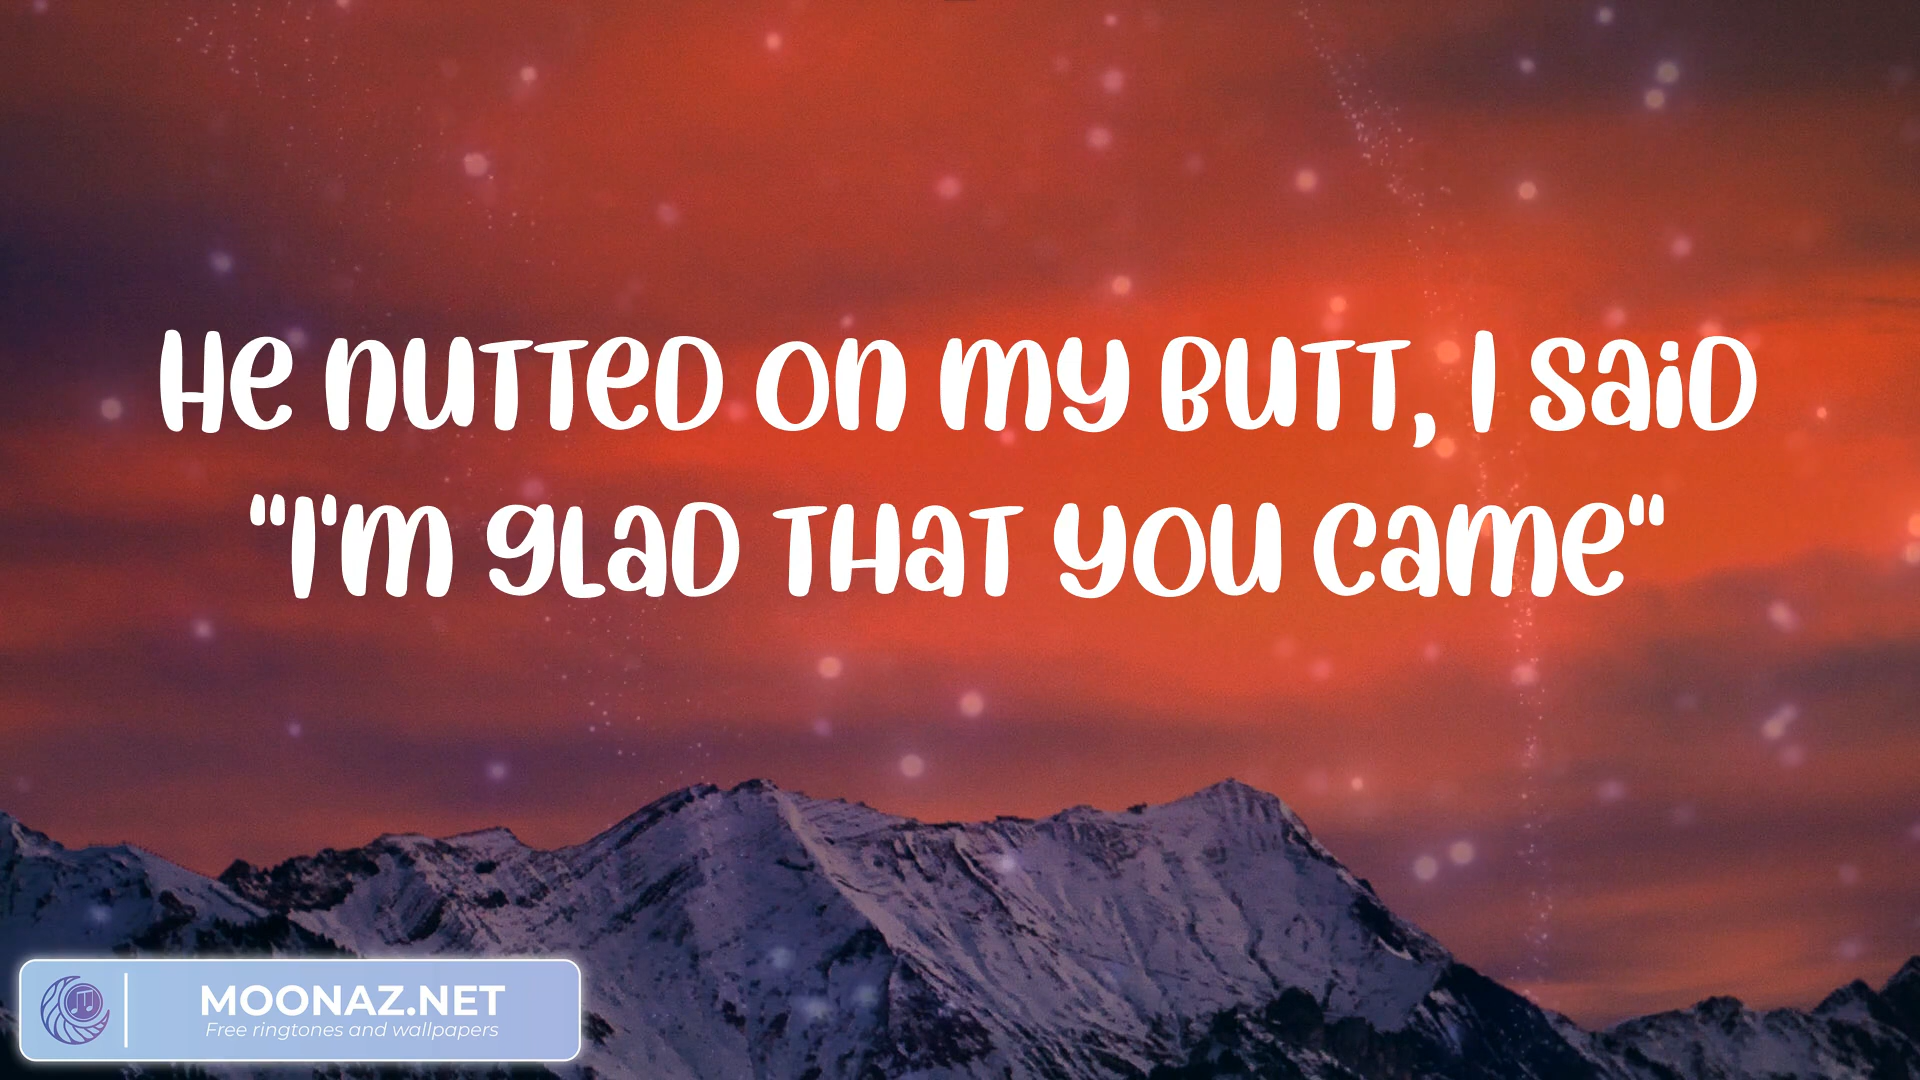 He nutted on my butt, I said
"I'm glad that you came"
MOONAZ.NET
Free ringtones and wallpapers